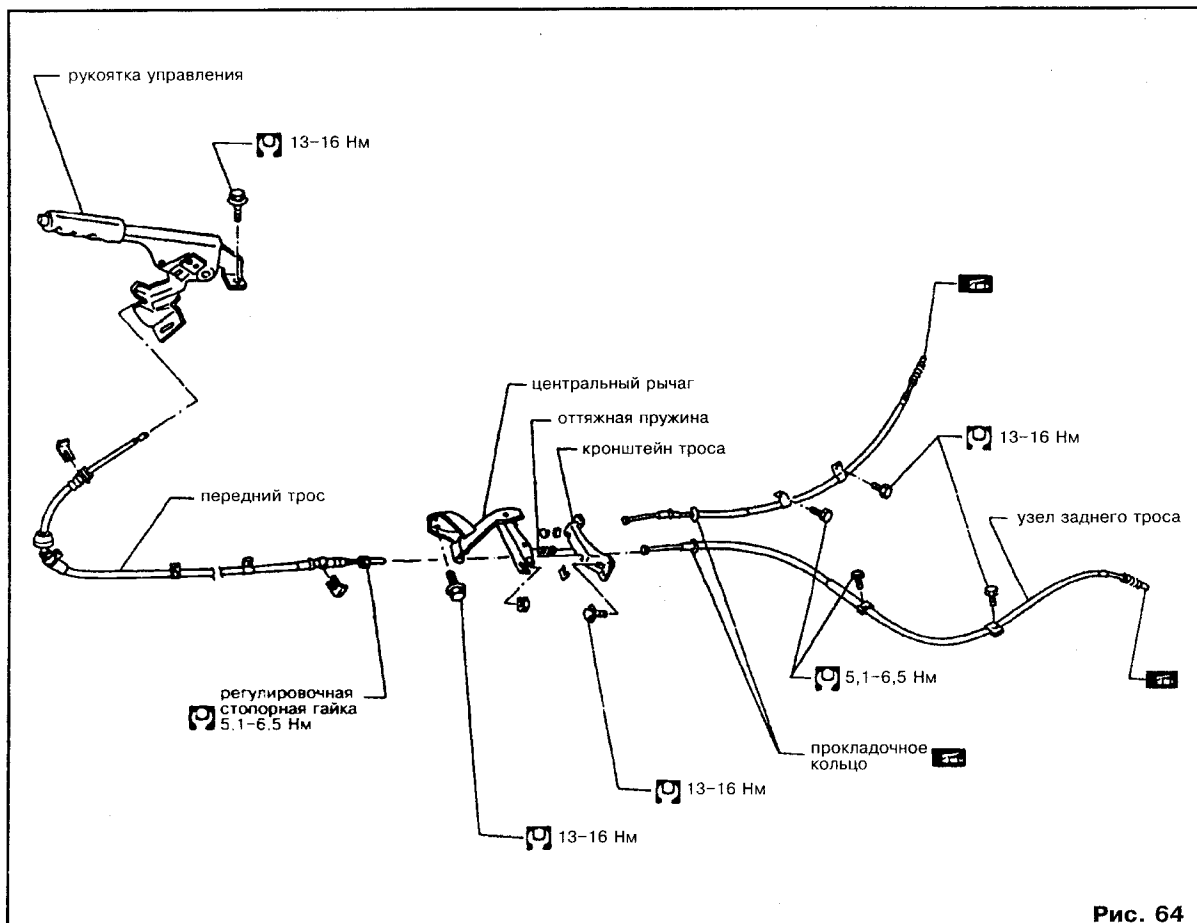 рукоятка управления
13–16 Нм
центральный рычаг
оттяжная пружина
кронштейн троса
13–16 Нм
передний трос
узел заднего троса
5,1–6,5 Нм
регулировочная
стопорная гайка
5,1–6,5 Нм
прокладочное
кольцо
13–16 Нм
13–16 Нм
Рис. 64